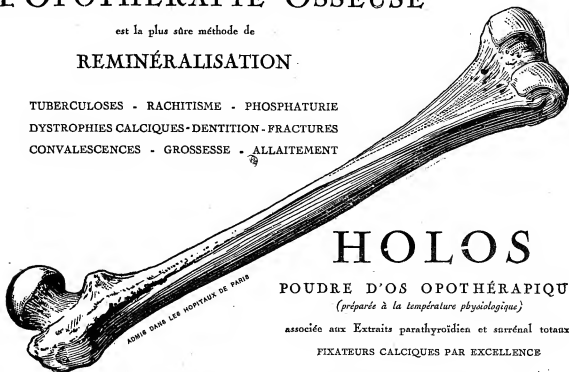 L'OPOTHÉRAPIE OSSEUSE
est la plus sûre méthode de
REMINÉRALISATION
TUBERCULOSES - RACHITISME - PHOSPHATURIE
DYSTROPHIES CALCIQUES - DENTITION - FRACTURES
CONVALESCENCES - GROSSESSE - ALLAITEMENT
ADMIS DANS LES HOPITAUX DE PARIS
HOLOS
POUDRE D'OS OPOTHÉRAPIQU
(préparée à la température physiologique)
associée aux Extraits parathyroïdien et surrénal totaux
FIXATEURS CALCIQUES PAR EXCELLENCE